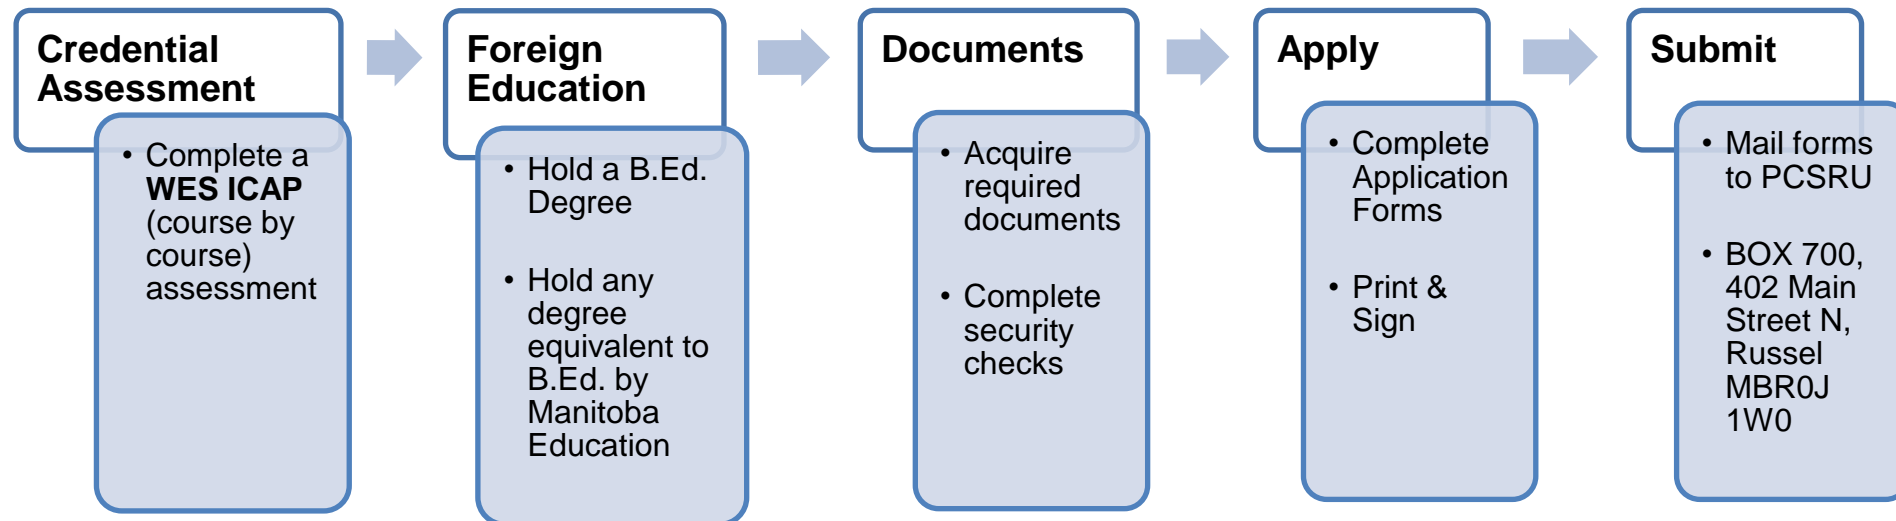 Credential
Assessment
• Complete a
WES ICAP
(course by
course)
assessment
Foreign
Education
• Hold a B.Ed.
Degree
• Hold any
degree
equivalent to
B.Ed. by
Manitoba
Education
Documents
• Acquire
required
documents
• Complete
security
checks
Apply
• Complete
Application
Forms
• Print &
Sign
Submit
• Mail forms
to PCSRU
• BOX 700,
402 Main
Street N,
Russel
MBR0J
1W0